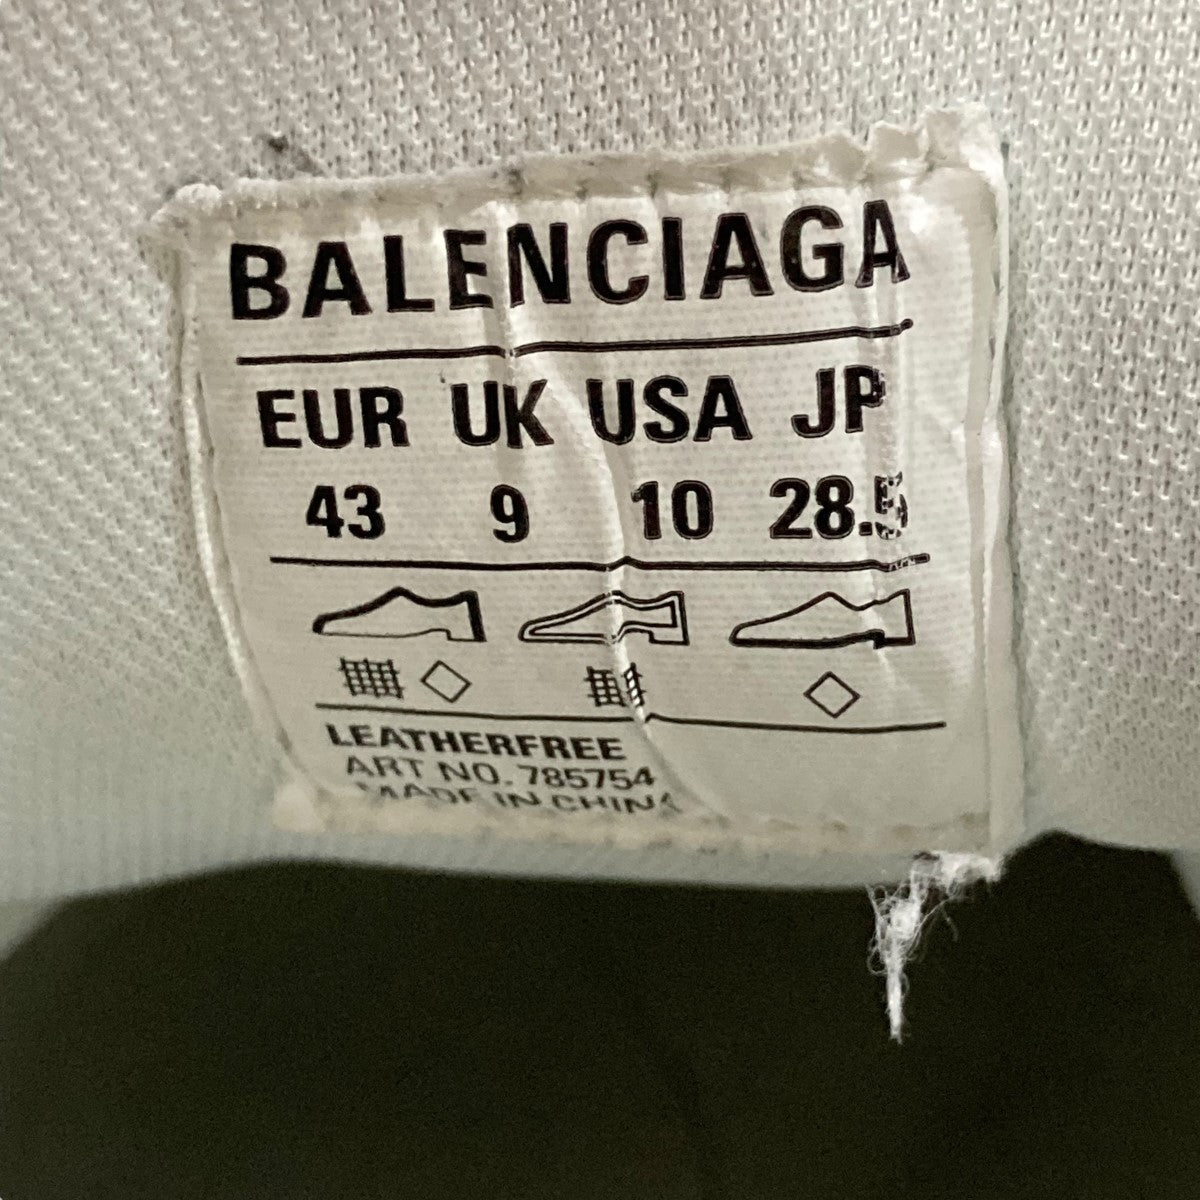 BALENCIAGA
EUR UK USA JP
43 9 10 28.5
LEATHERFREE
ART NO. 785754
MADE IN CHINA